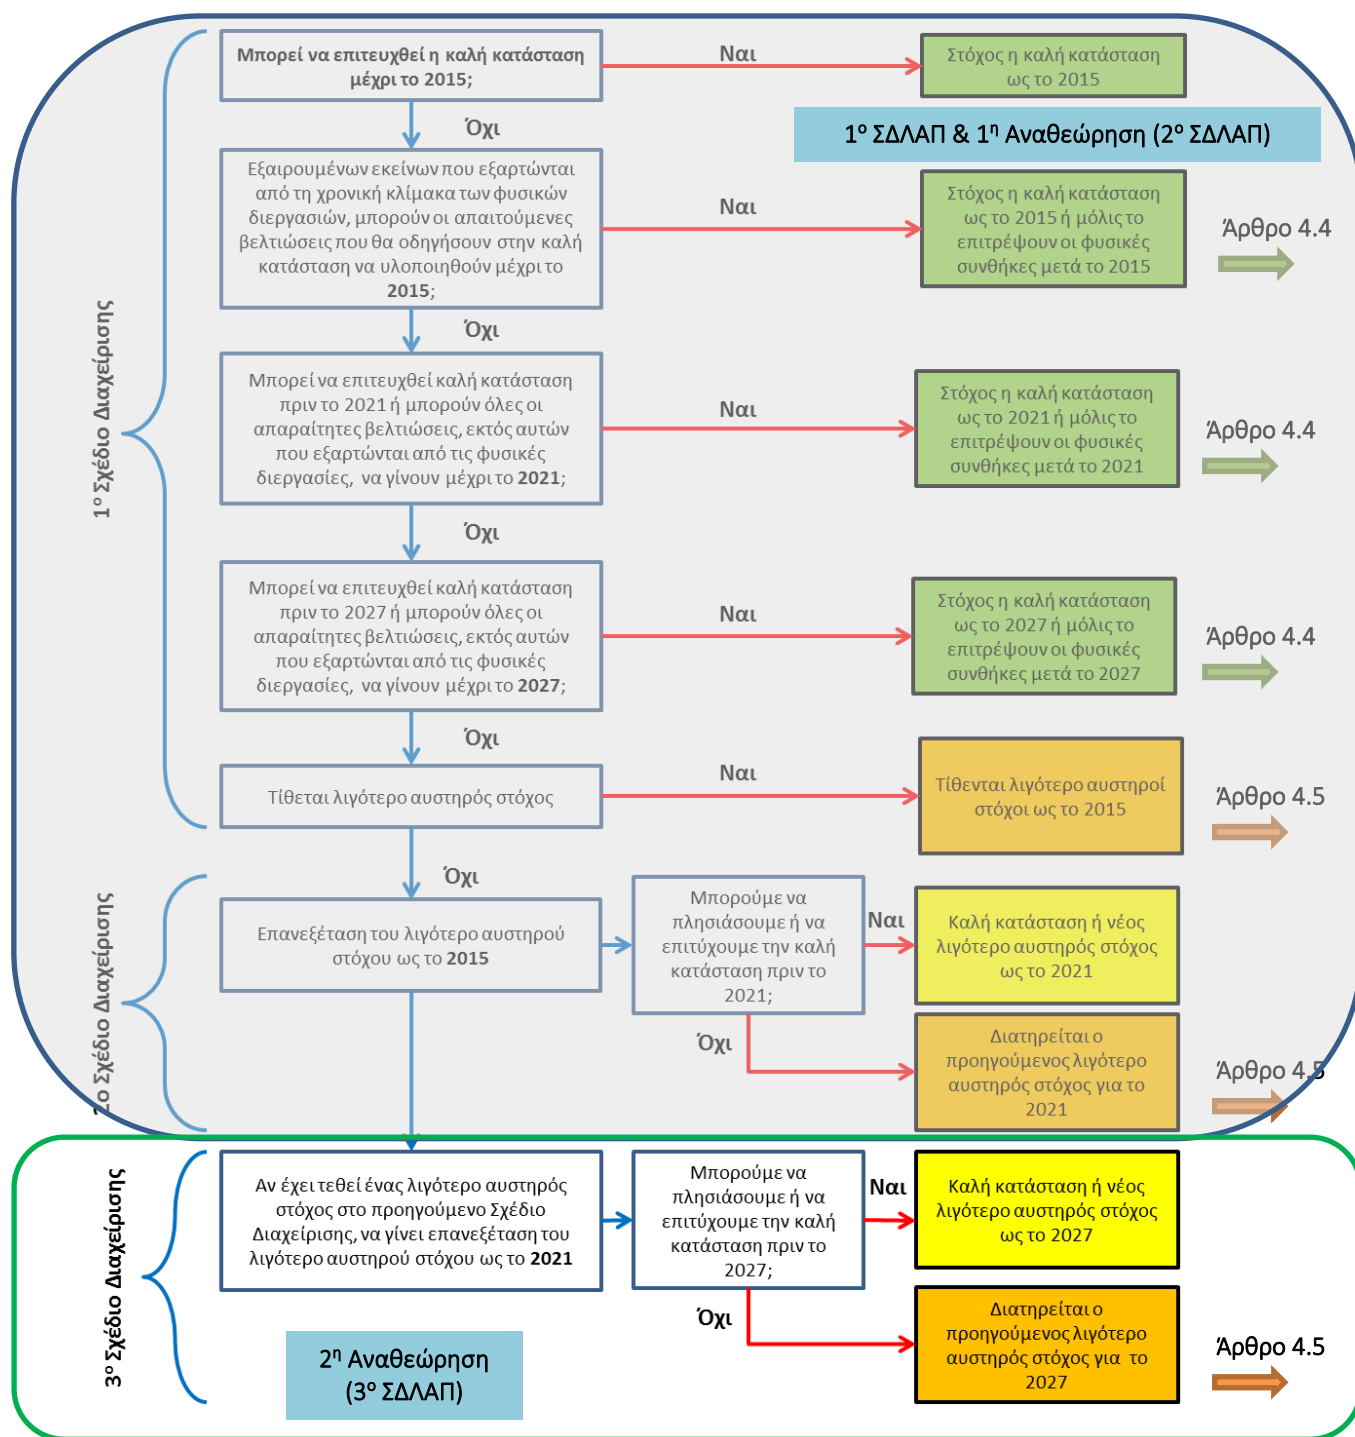 Μπορεί να επιτευχθεί η καλή κατάσταση
μέχρι το 2015;
Ναι
Στόχος η καλή κατάσταση
ως το 2015
Όχι
1ο ΣΔΛΑΠ & 1η Αναθεώρηση (2ο ΣΔΛΑΠ)
Εξαιρουμένων εκείνων που εξαρτώνται
από τη χρονική κλίμακα των φυσικών
διεργασιών, μπορούν οι απαιτούμενες
βελτιώσεις που θα οδηγήσουν στην καλή
κατάσταση να υλοποιηθούν μέχρι το
2015;
Ναι
Στόχος η καλή κατάσταση
ως το 2015 ή μόλις το
επιτρέψουν οι φυσικές
συνθήκες μετά το 2015
Άρθρο 4.4
Όχι
1ο Σχέδιο Διαχείρισης
Μπορεί να επιτευχθεί καλή κατάσταση
πριν το 2021 ή μπορούν όλες οι
απαραίτητες βελτιώσεις, εκτός αυτών
που εξαρτώνται από τις φυσικές
διεργασίες, να γίνουν μέχρι το 2021;
Ναι
Στόχος η καλή κατάσταση
ως το 2021 ή μόλις το
επιτρέψουν οι φυσικές
συνθήκες μετά το 2021
Άρθρο 4.4
Όχι
Μπορεί να επιτευχθεί καλή κατάσταση
πριν το 2027 ή μπορούν όλες οι
απαραίτητες βελτιώσεις, εκτός αυτών
που εξαρτώνται από τις φυσικές
διεργασίες, να γίνουν μέχρι το 2027;
Ναι
Στόχος η καλή κατάσταση
ως το 2027 ή μόλις το
επιτρέψουν οι φυσικές
συνθήκες μετά το 2027
Άρθρο 4.4
Όχι
Τίθεται λιγότερο αυστηρός στόχος
Ναι
Τίθενται λιγότερο αυστηροί
στόχοι ως το 2015
Άρθρο 4.5
Όχι
2ο Σχέδιο Διαχείρισης
Επανεξέταση του λιγότερο αυστηρού
στόχου ως το 2015
Μπορούμε να
πλησιάσουμε ή να
επιτύχουμε την καλή
κατάσταση πριν το
2021;
Ναι
Καλή κατάσταση ή νέος
λιγότερο αυστηρός στόχος
ως το 2021
Όχι
Διατηρείται ο
προηγούμενος λιγότερο
αυστηρός στόχος για το
2021
Άρθρο 4.5
3ο Σχέδιο Διαχείρισης
Αν έχει τεθεί ένας λιγότερο αυστηρός
στόχος στο προηγούμενο Σχέδιο
Διαχείρισης, να γίνει επανεξέταση του
λιγότερο αυστηρού στόχου ως το 2021
Μπορούμε να
πλησιάσουμε ή να
επιτύχουμε την καλή
κατάσταση πριν το
2027;
Ναι
Καλή κατάσταση ή νέος
λιγότερο αυστηρός στόχος
ως το 2027
Όχι
Διατηρείται ο
προηγούμενος λιγότερο
αυστηρός στόχος για το
2027
Άρθρο 4.5
2η Αναθεώρηση
(3ο ΣΔΛΑΠ)